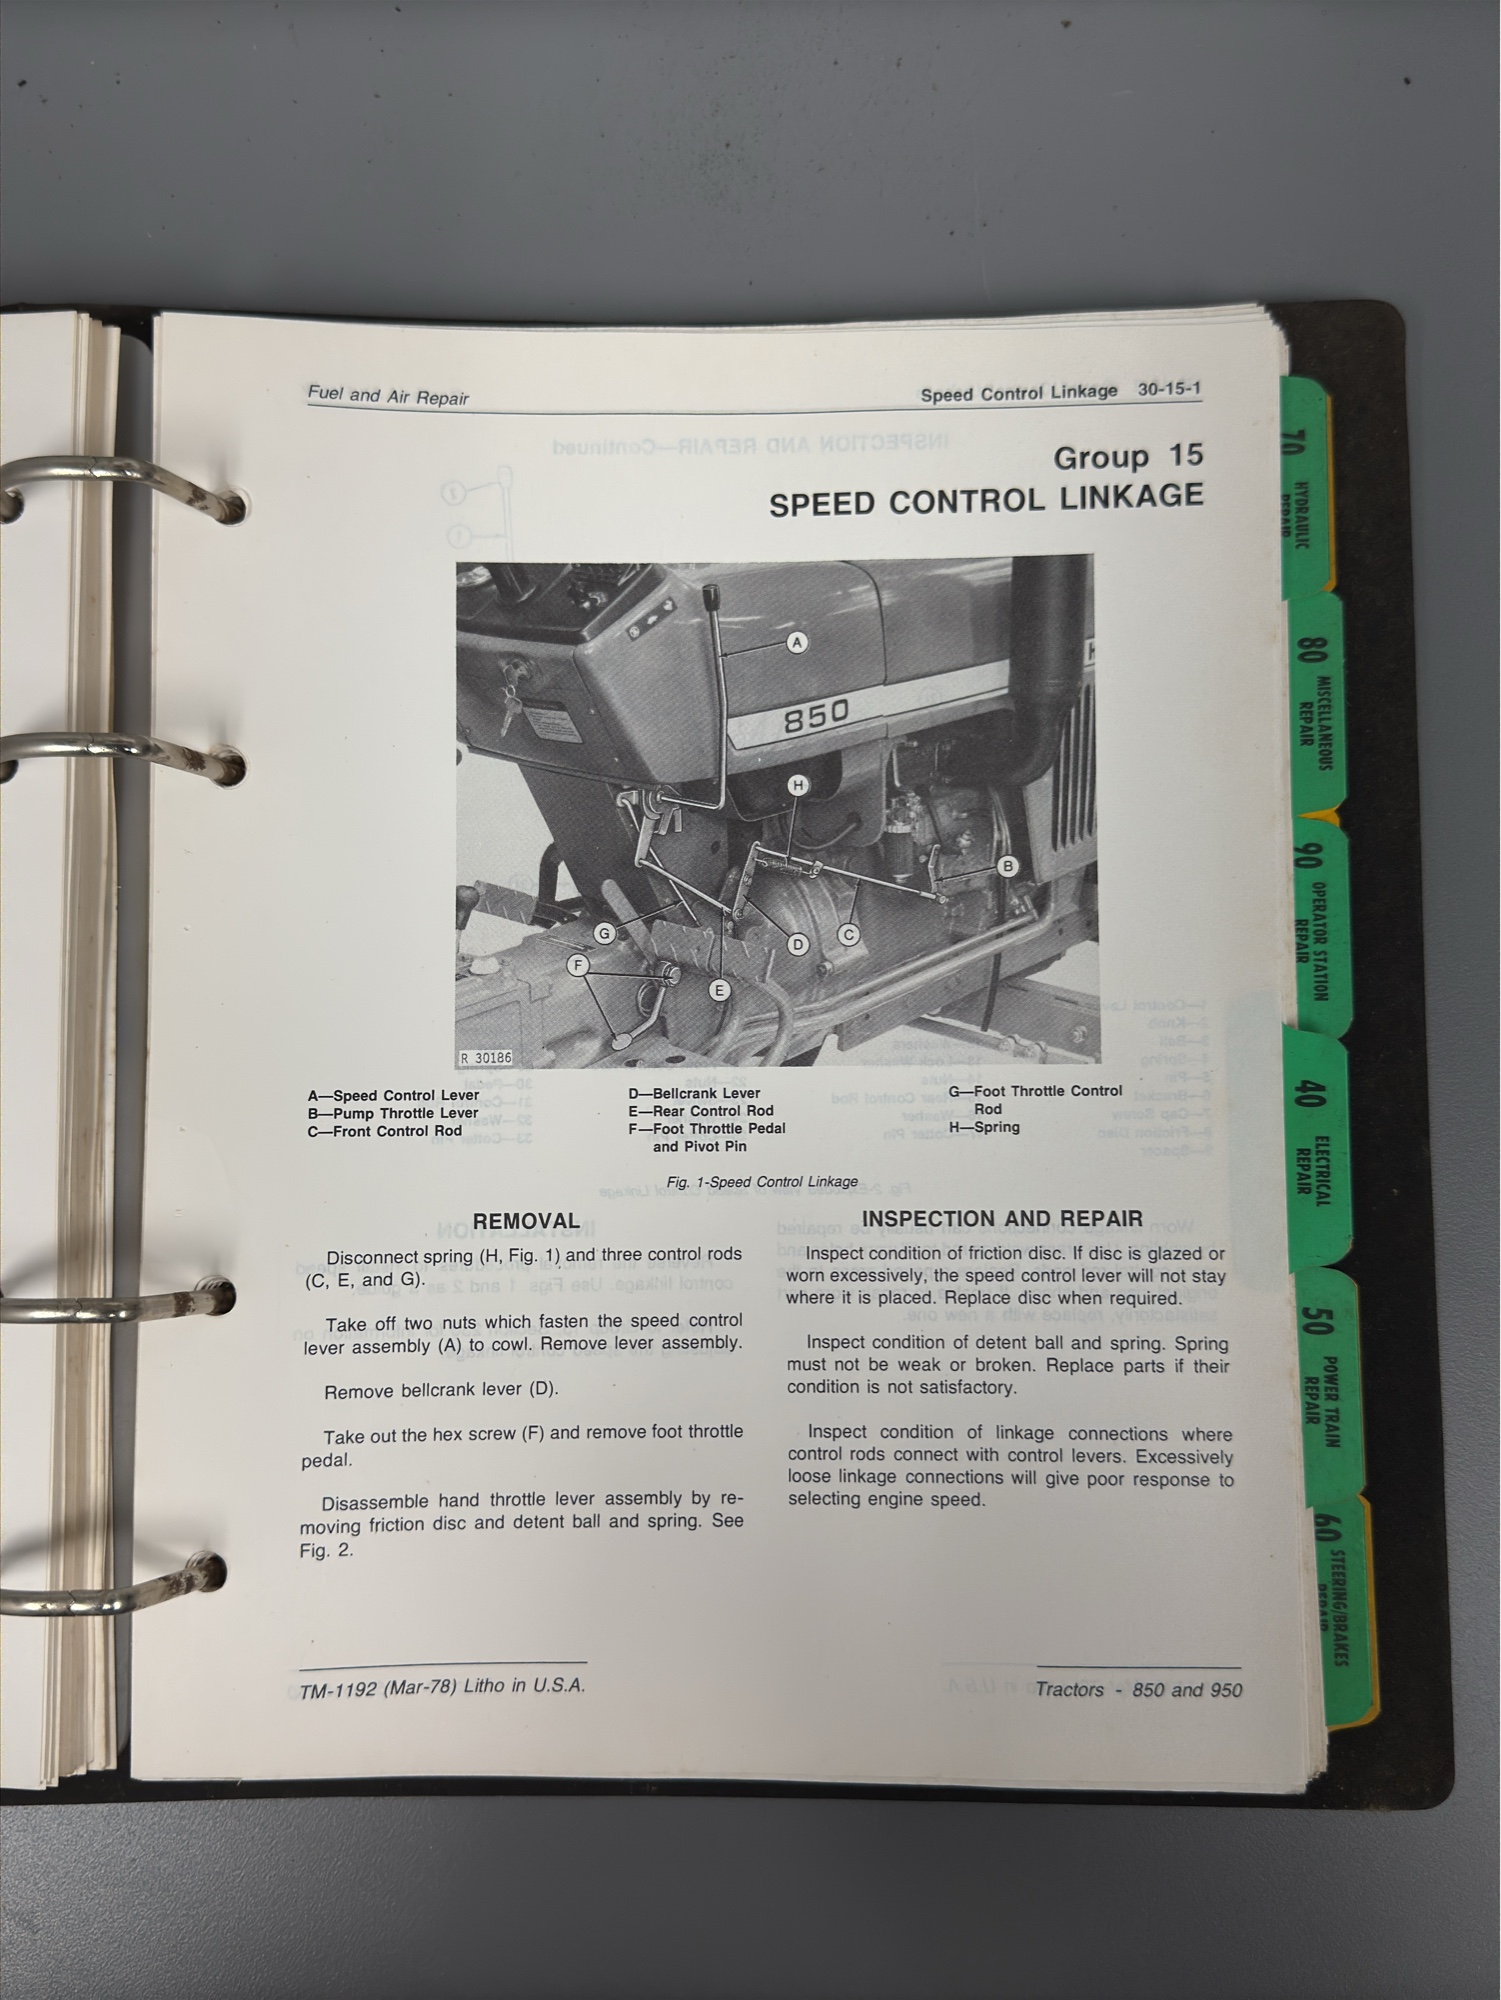 Fuel and Air Repair
Speed Control Linkage 30-15-1
Group 15
SPEED CONTROL LINKAGE
A
850
H
B
G
D
C
F
E
R 30186
A—Speed Control Lever
B—Pump Throttle Lever
C—Front Control Rod
D—Bellcrank Lever
E—Rear Control Rod
F—Foot Throttle Pedal
and Pivot Pin
G—Foot Throttle Control
Rod
H—Spring
Fig. 1-Speed Control Linkage
REMOVAL
Disconnect spring (H, Fig. 1) and three control rods
(C, E, and G).
Take off two nuts which fasten the speed control
lever assembly (A) to cowl. Remove lever assembly.
Remove bellcrank lever (D).
Take out the hex screw (F) and remove foot throttle
pedal.
Disassemble hand throttle lever assembly by re-
moving friction disc and detent ball and spring. See
Fig. 2.
INSPECTION AND REPAIR
Inspect condition of friction disc. If disc is glazed or
worn excessively, the speed control lever will not stay
where it is placed. Replace disc when required.
Inspect condition of detent ball and spring. Spring
must not be weak or broken. Replace parts if their
condition is not satisfactory.
Inspect condition of linkage connections where
control rods connect with control levers. Excessively
loose linkage connections will give poor response to
selecting engine speed.
TM-1192 (Mar-78) Litho in U.S.A.
Tractors - 850 and 950
70
HYDRAULIC
REPAIR
80
MISCELLANEOUS
REPAIR
90
OPERATOR STATION
REPAIR
40
ELECTRICAL
REPAIR
50
POWER TRAIN
REPAIR
60
STEERING/BRAKES
REPAIR